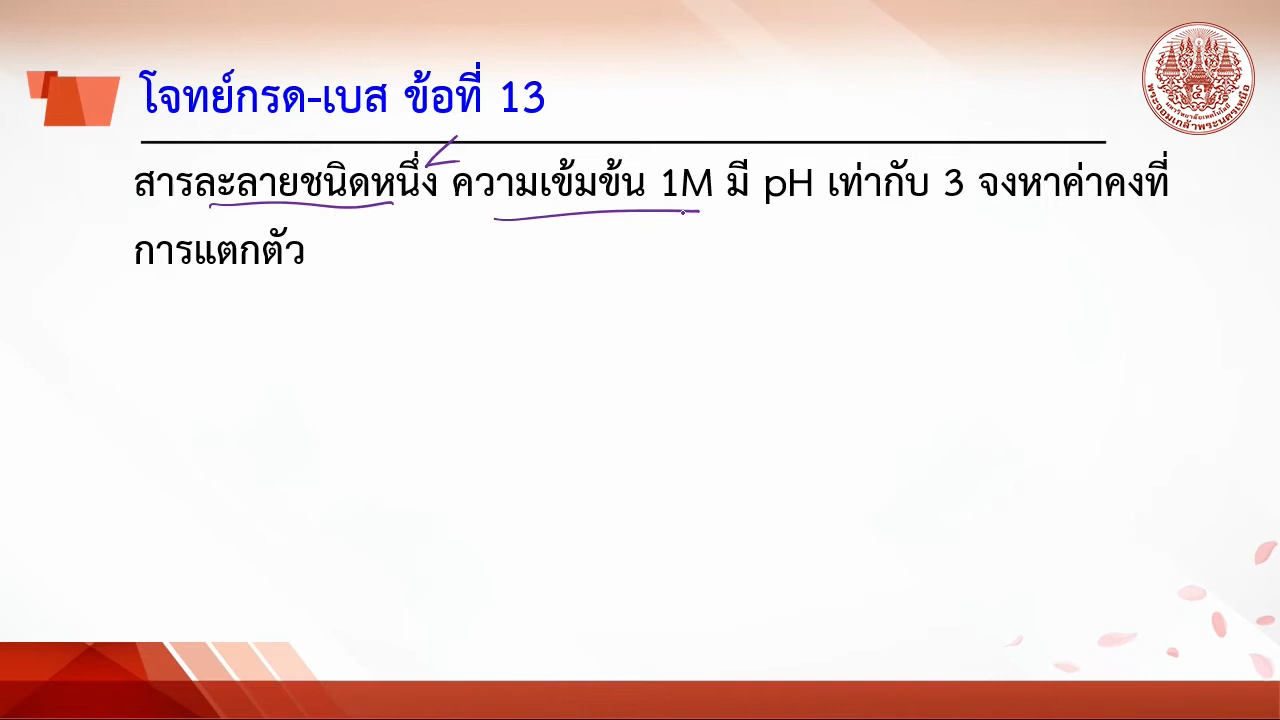 โจทย์กรด-เบส ข้อที่ 13
สารละลายชนิดหนึ่ง ความเข้มข้น 1M มี pH เท่ากับ 3 จงหาค่าคงที่
การแตกตัว